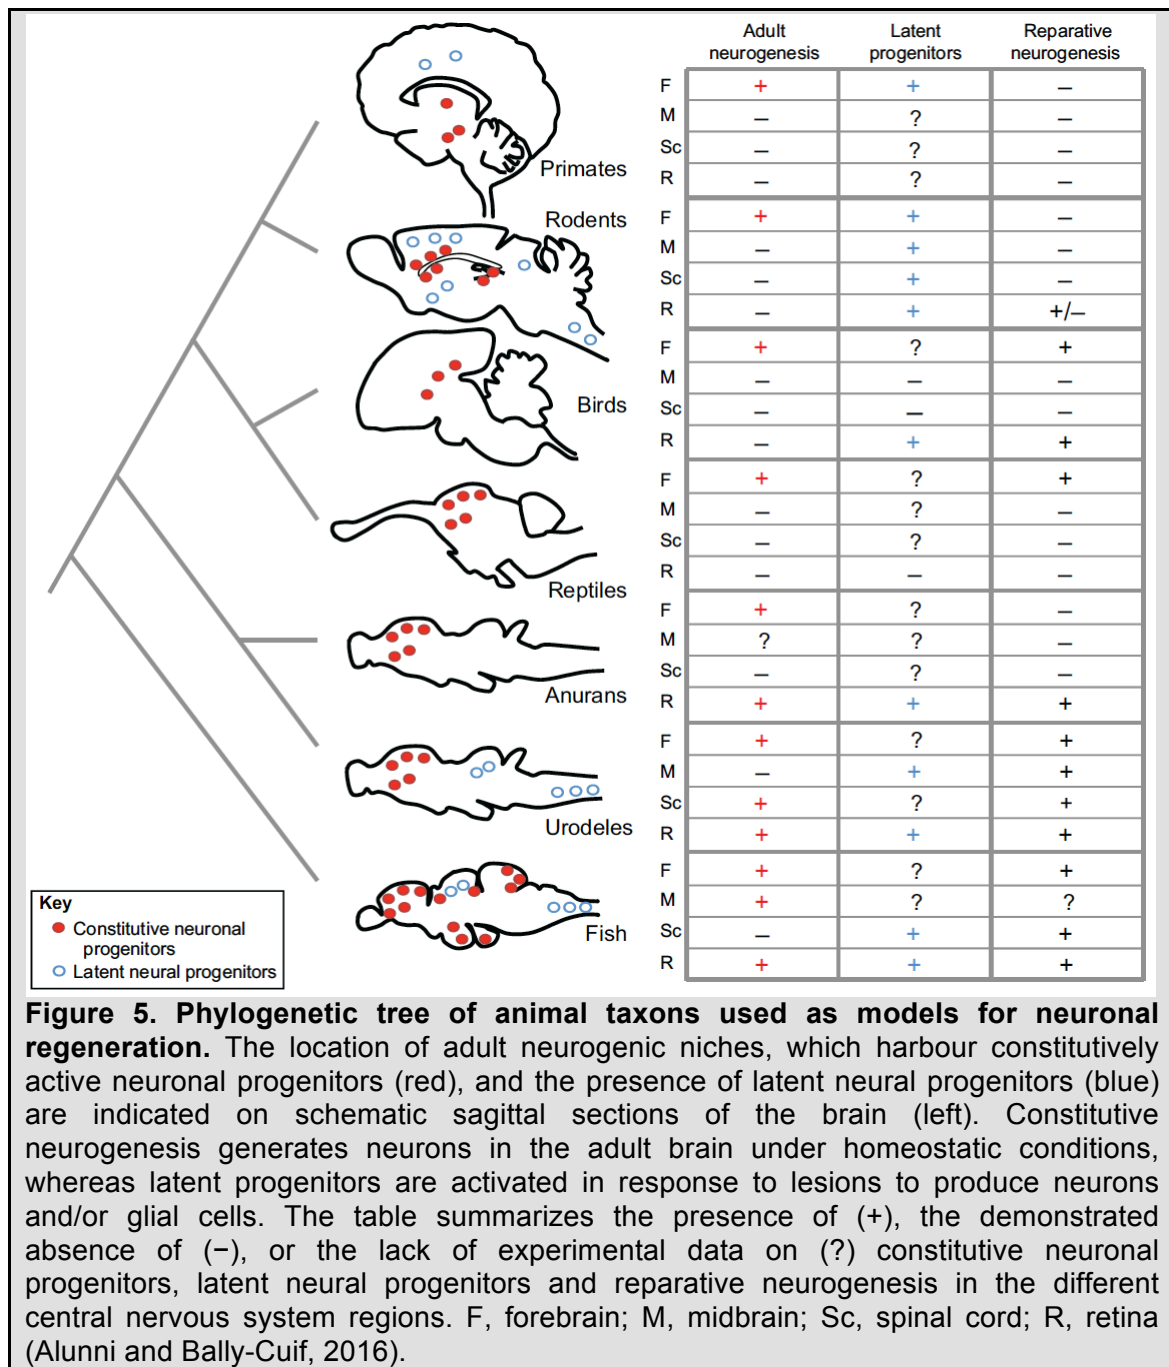 Adult neurogenesis Latent progenitors Reparative neurogenesis
Primates
F + + –
M – ? –
Sc – ? –
R – ? –
Rodents
F + + –
M – + –
Sc – + –
R – + +/–
Birds
F + ? +
M – – –
Sc – – –
R – + +
Reptiles
F + ? +
M – ? –
Sc – ? –
R – – –
Anurans
F + ? –
M ? ? –
Sc – ? –
R + + +
Urodeles
F + ? +
M – + +
Sc + ? +
R + + +
Fish
F + ? +
M + ? ?
Sc – + +
R + + +
Key
Constitutive neuronal
progenitors
Latent neural progenitors
Figure 5. Phylogenetic tree of animal taxons used as models for neuronal
regeneration. The location of adult neurogenic niches, which harbour constitutively
active neuronal progenitors (red), and the presence of latent neural progenitors (blue)
are indicated on schematic sagittal sections of the brain (left). Constitutive
neurogenesis generates neurons in the adult brain under homeostatic conditions,
whereas latent progenitors are activated in response to lesions to produce neurons
and/or glial cells. The table summarizes the presence of (+), the demonstrated
absence of (−), or the lack of experimental data on (?) constitutive neuronal
progenitors, latent neural progenitors and reparative neurogenesis in the different
central nervous system regions. F, forebrain; M, midbrain; Sc, spinal cord; R, retina
(Alunni and Bally-Cuif, 2016).